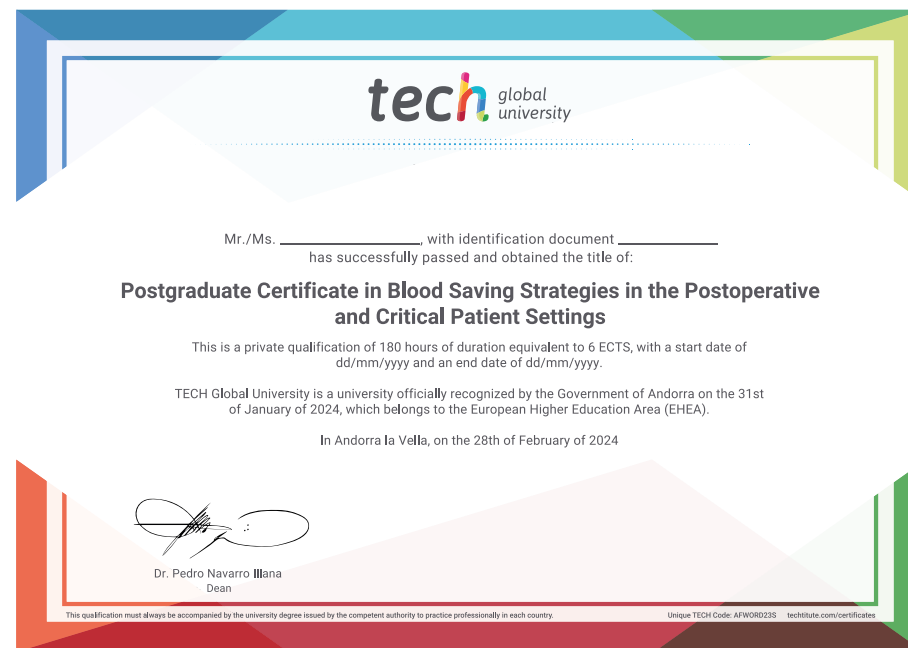 tech global university
Mr./Ms. ____________, with identification document ____________
has successfully passed and obtained the title of:
Postgraduate Certificate in Blood Saving Strategies in the Postoperative
and Critical Patient Settings
This is a private qualification of 180 hours of duration equivalent to 6 ECTS, with a start date of
dd/mm/yyyy and an end date of dd/mm/yyyy.
TECH Global University is a university officially recognized by the Government of Andorra on the 31st
of January of 2024, which belongs to the European Higher Education Area (EHEA).
In Andorra la Vella, on the 28th of February of 2024
Dr. Pedro Navarro Illana
Dean
This qualification must always be accompanied by the university degree issued by the competent authority to practice professionally in each country.
Unique TECH Code: AFWORD23S techtitute.com/certificates